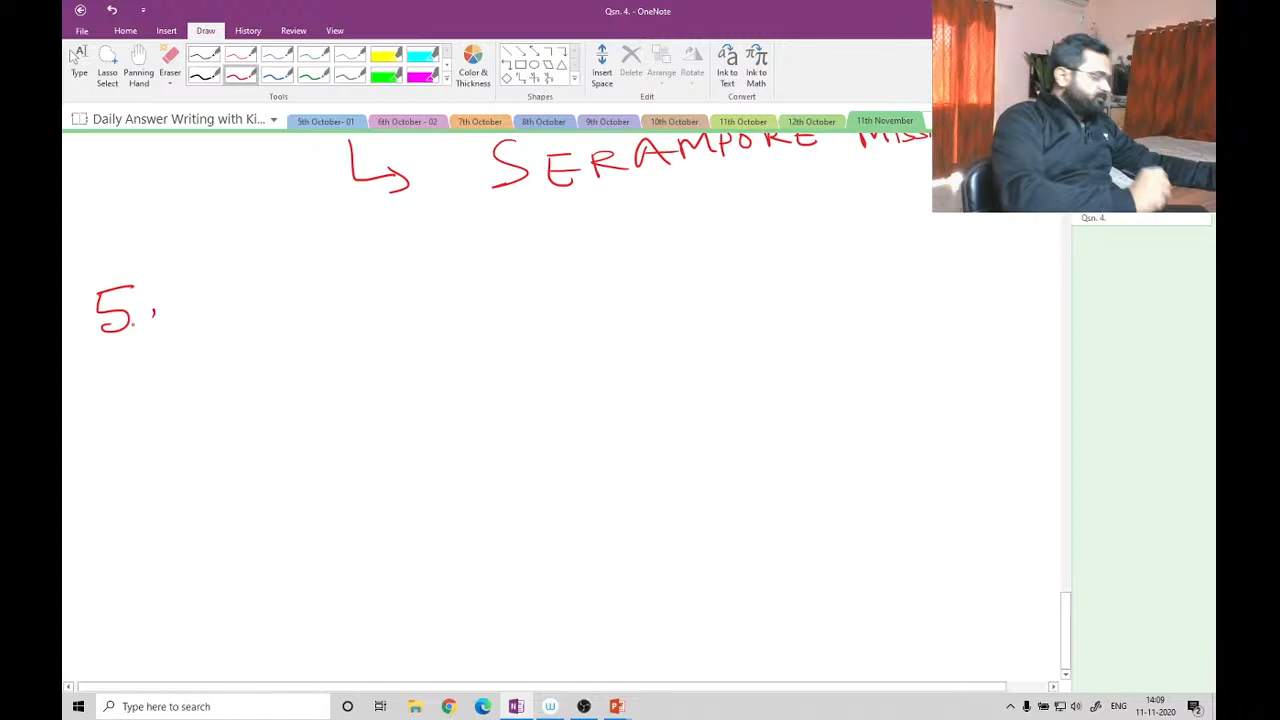 Qsn. 4. - OneNote
File Home Insert Draw History Review View
Type
Lasso Select
Panning Hand
Eraser
Color & Thickness
Insert Space
Delete
Arrange
Rotate
Ink to Text
Ink to Math
Tools
Shapes
Edit
Convert
Daily Answer Writing with Ki...
5th October- 01
6th October - 02
7th October
8th October
9th October
10th October
11th October
12th October
11th November
SERAMPORE MISS
Qsn. 4.
5.
Type here to search
ENG
14:09
11-11-2020
2